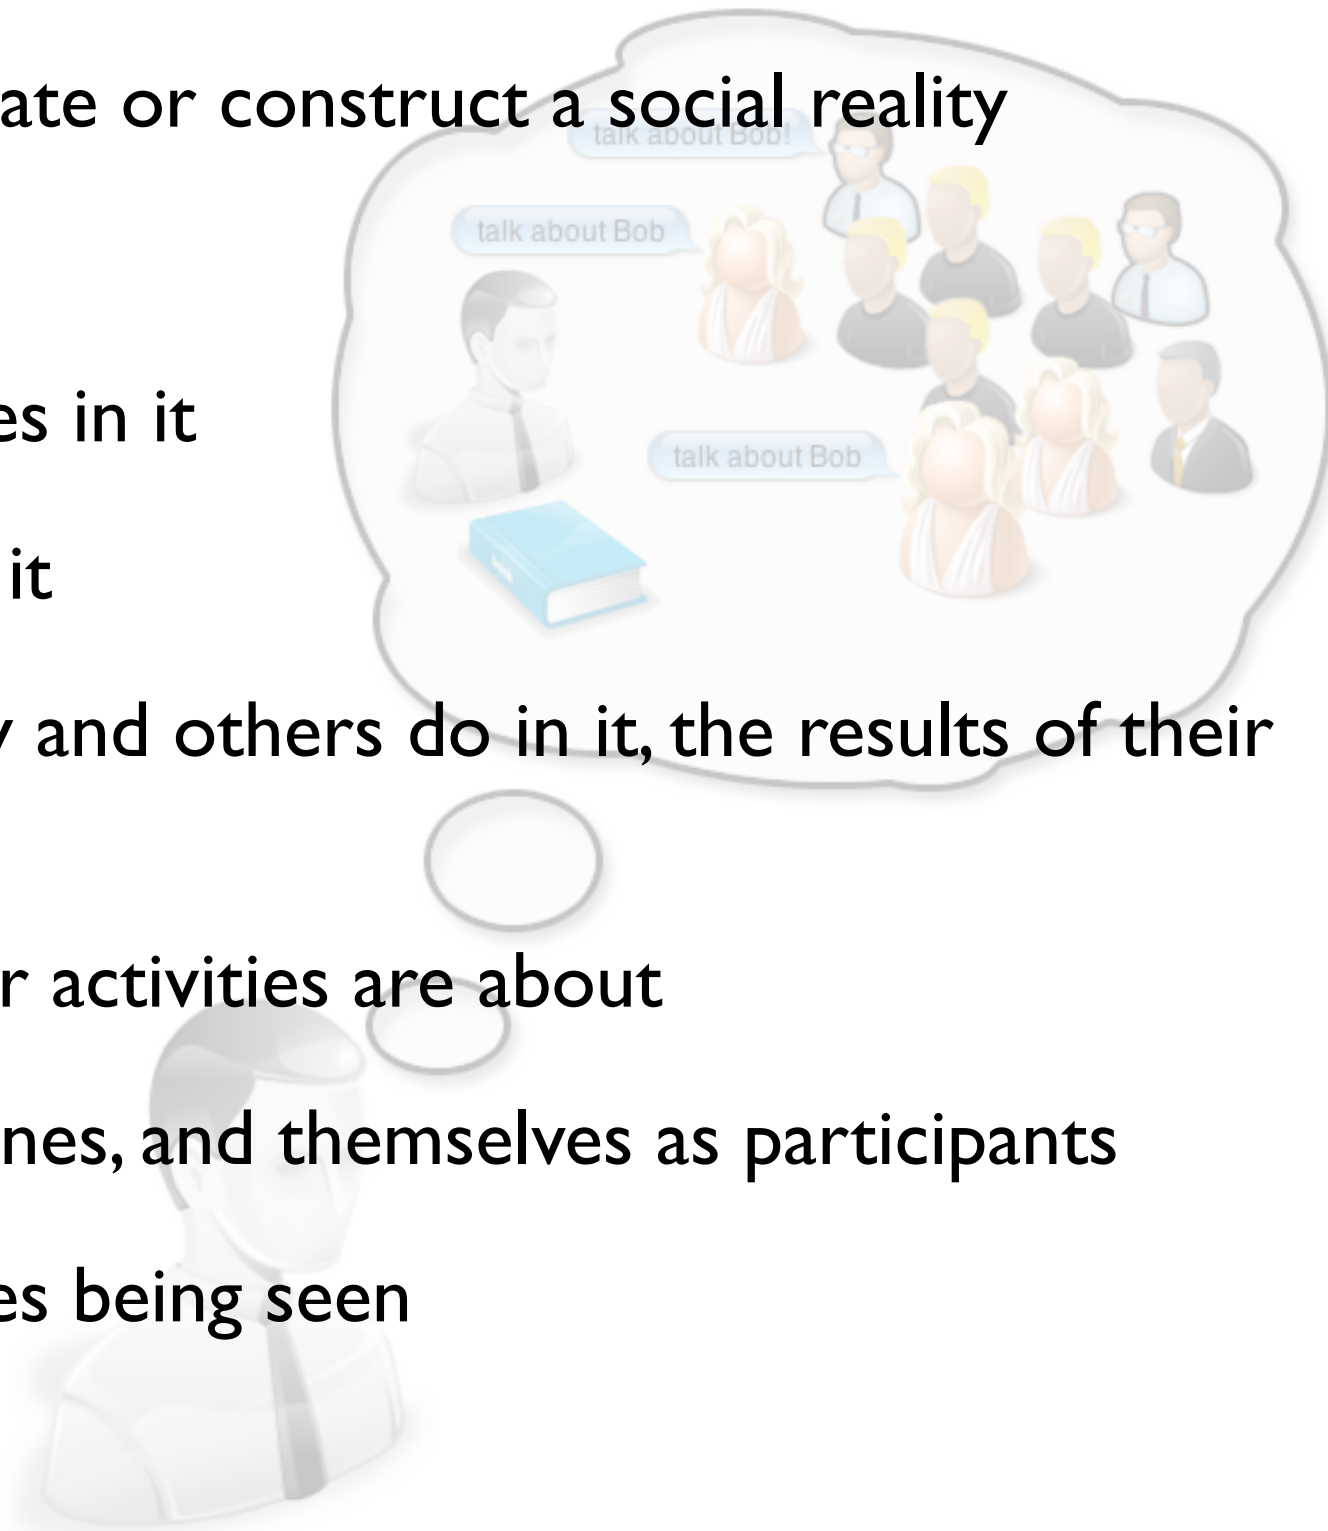 ate or construct a social reality
talk about Bob!
talk about Bob
es in it
talk about Bob
it
y and others do in it, the results of their
r activities are about
nes, and themselves as participants
es being seen